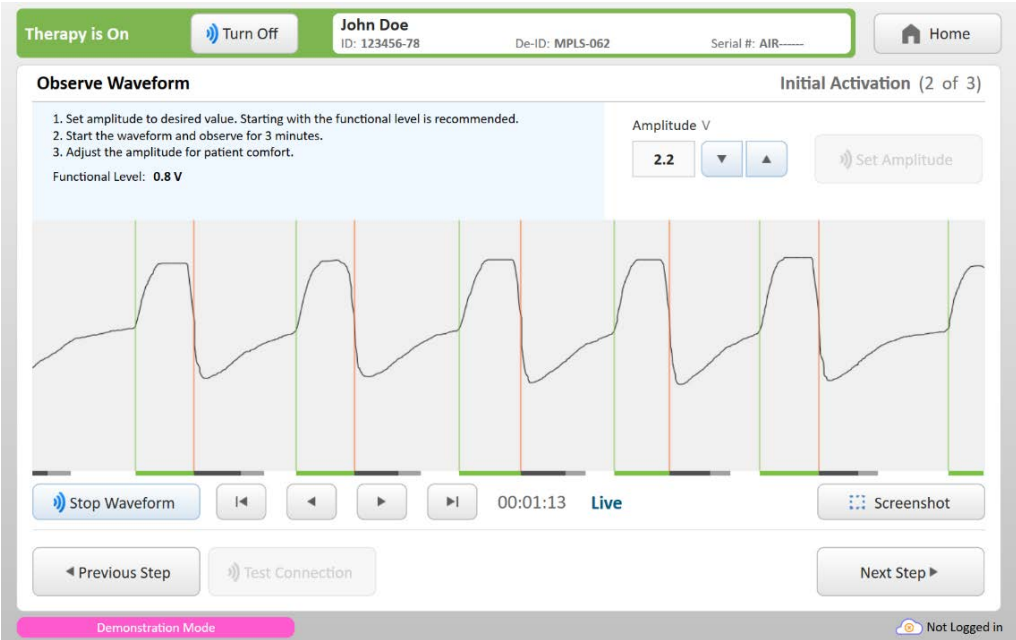 Therapy is On
Turn Off
John Doe
ID: 123456-78 De-ID: MPLS-062 Serial #: AIR------
Home
Observe Waveform
Initial Activation (2 of 3)
1. Set amplitude to desired value. Starting with the functional level is recommended.
2. Start the waveform and observe for 3 minutes.
3. Adjust the amplitude for patient comfort.
Functional Level: 0.8 V
Amplitude V
2.2
Set Amplitude
Stop Waveform
00:01:13
Live
Screenshot
Previous Step
Test Connection
Next Step
Demonstration Mode
Not Logged in